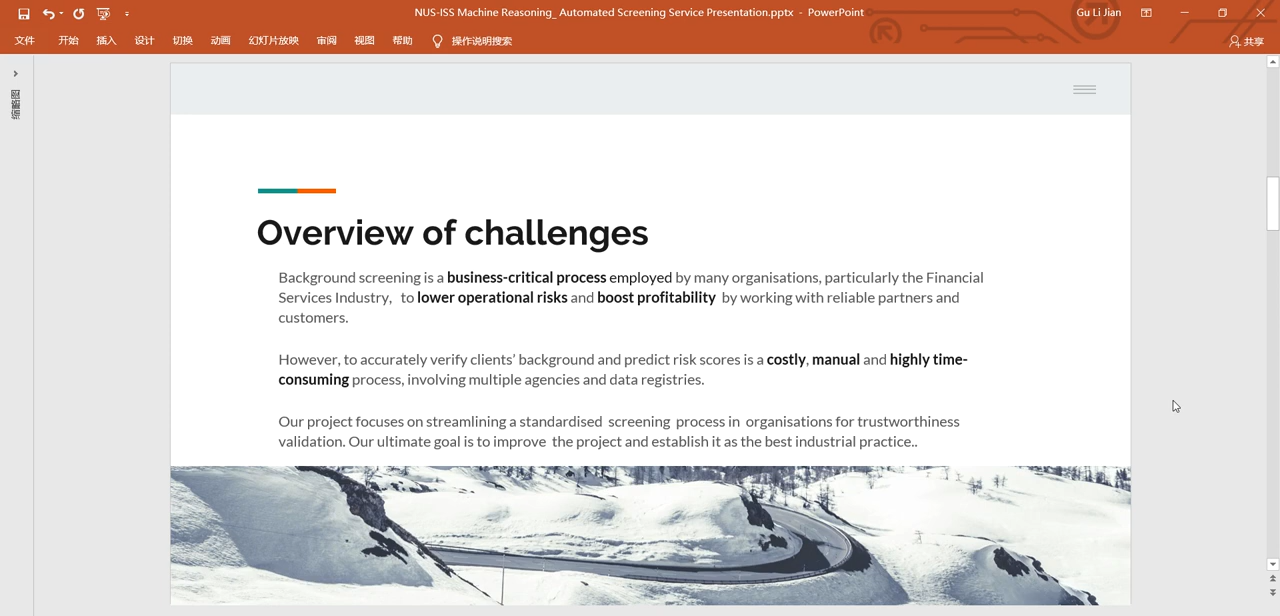 NUS-ISS Machine Reasoning_ Automated Screening Service Presentation.pptx - PowerPoint
Gu Li Jian
文件 开始 插入 设计 切换 动画 幻灯片放映 审阅 视图 帮助 操作说明搜索 共享
缩略图
Overview of challenges
Background screening is a business-critical process employed by many organisations, particularly the Financial
Services Industry, to lower operational risks and boost profitability by working with reliable partners and
customers.
However, to accurately verify clients’ background and predict risk scores is a costly, manual and highly time-
consuming process, involving multiple agencies and data registries.
Our project focuses on streamlining a standardised screening process in organisations for trustworthiness
validation. Our ultimate goal is to improve the project and establish it as the best industrial practice..